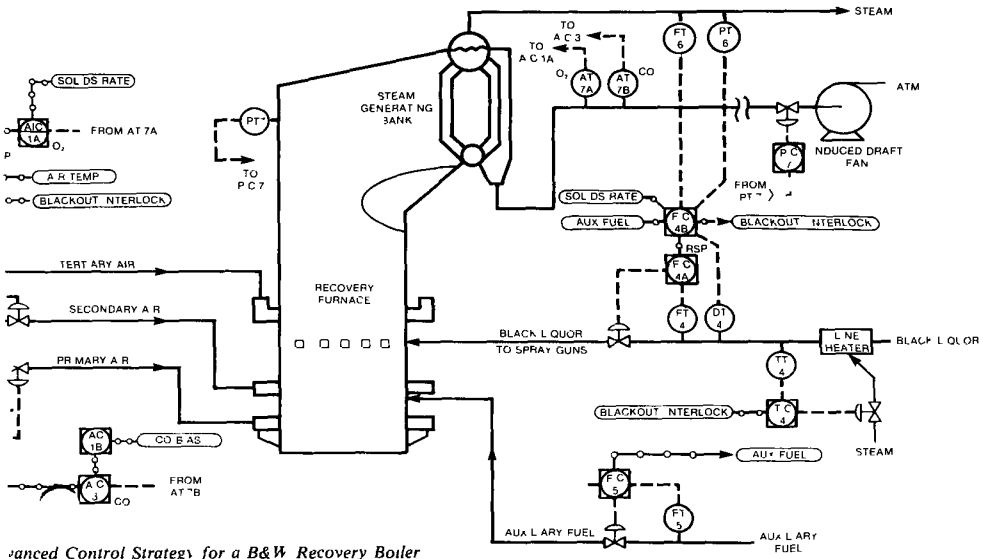 STEAM
TO
A C 3
TO
A C 1A
FT
6
PT
6
SOL DS RATE
O₂
AT
7A
AT
7B
CO
ATM
STEAM
GENERAT NG
BANK
AIC
1A
O₂
FROM AT 7A
P
A R TEMP
BLACKOUT NTERLOCK
PT
TO
P C 7
NDUCED DRAFT
FAN
P C
7
FROM
PT
SOL DS RATE
AUX FUEL
F C
4B
BLACKOUT NTERLOCK
RSP
F C
4A
TERT ARY AIR
RECOVERY
FURNACE
SECONDARY A R
FT
4
DT
4
BLACK L QUOR
TO SPRAY GUNS
L NE
HEATER
BLACK L QUOR
PR MARY A R
TT
4
BLACKOUT NTERLOCK
T C
4
STEAM
AC
1B
CO B AS
A C
3
CO
FROM
AT 7B
AUX FUEL
F C
5
FT
5
AUX L ARY FUEL
AUX L ARY
FUEL
vanced Control Strategy for a B&W Recovery Boiler